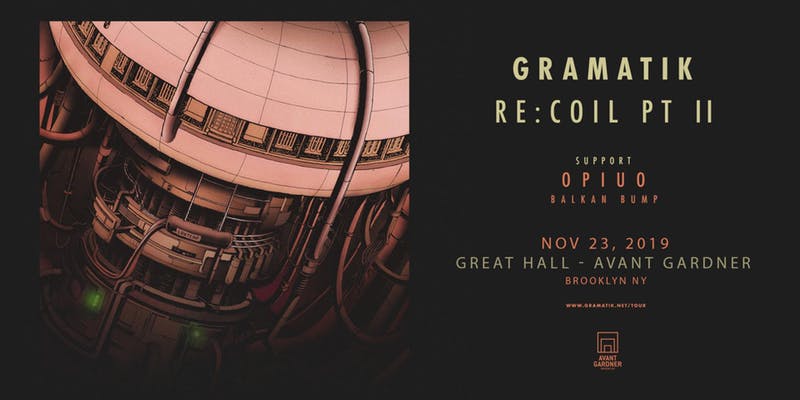 GRAMATIK
RE:COIL PT II
SUPPORT
OPIUO
BALKAN BUMP
NOV 23, 2019
GREAT HALL - AVANT GARDNER
BROOKLYN NY
WWW.GRAMATIK.NET/TOUR
AVANT
GARDNER